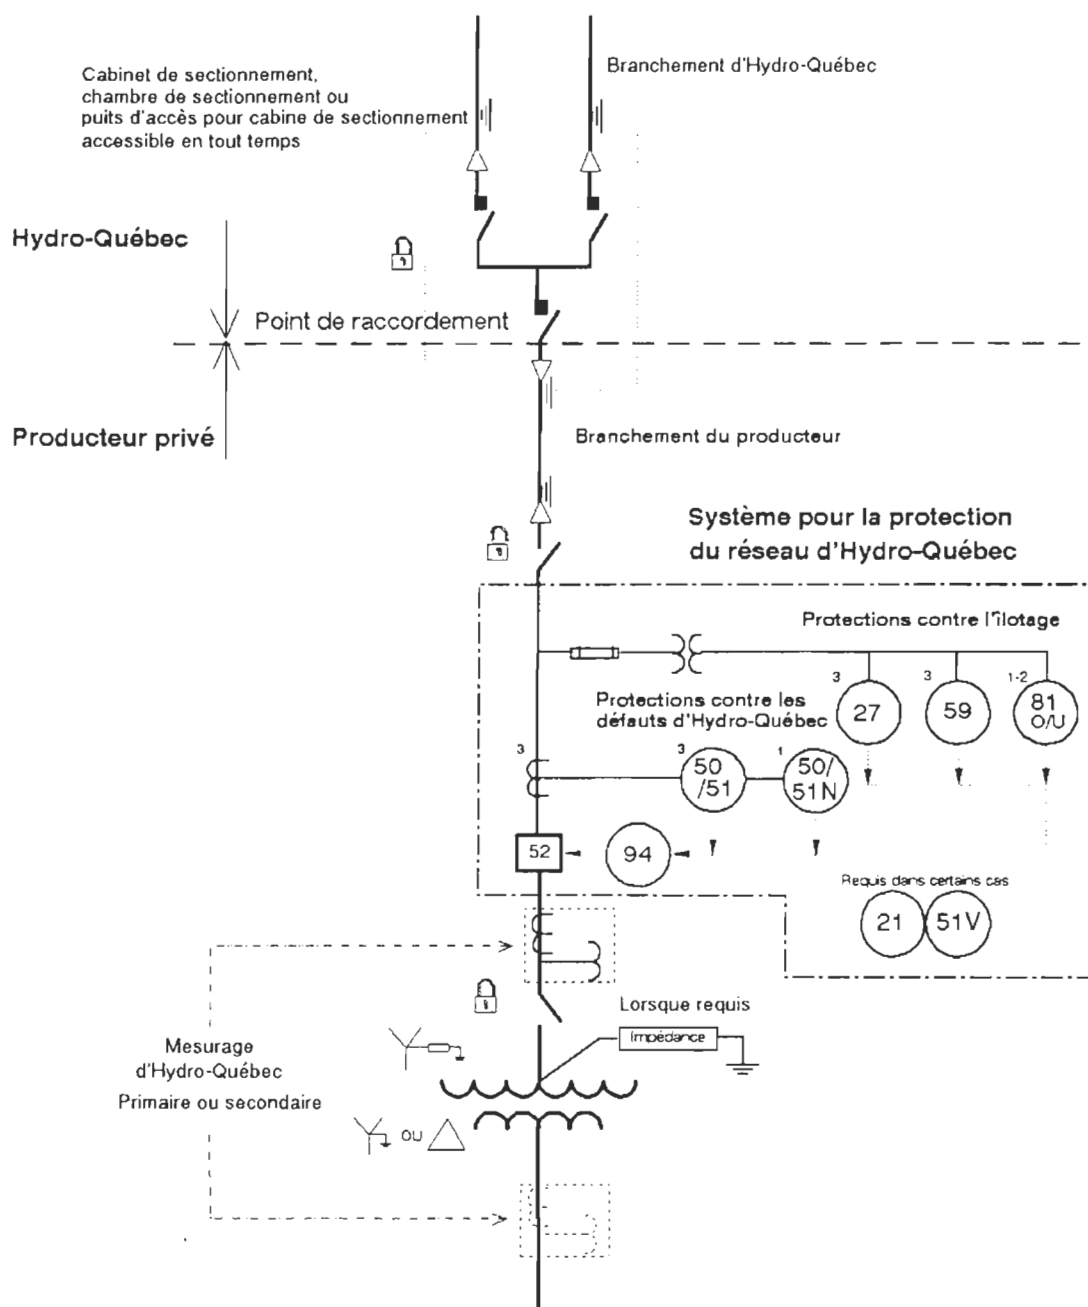 Cabinet de sectionnement,
chambre de sectionnement ou
puits d'accès pour cabine de sectionnement
accessible en tout temps
Branchement d'Hydro-Québec
Hydro-Québec
Point de raccordement
Producteur privé
Branchement du producteur
Système pour la protection
du réseau d'Hydro-Québec
Protections contre l'îlotage
3
27
3
59
1-2
81
O/U
Protections contre les
défauts d'Hydro-Québec
3
3
50
/51
1
50/
51N
52
94
Requis dans certains cas
21
51V
Lorsque requis
Impédance
Mesurage
d'Hydro-Québec
Primaire ou secondaire
OU